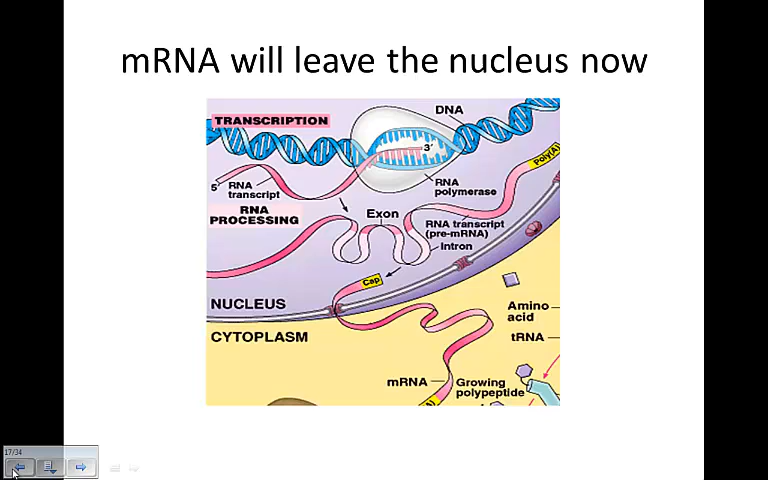 mRNA will leave the nucleus now
TRANSCRIPTION
DNA
3′
5′
RNA
transcript
RNA
polymerase
Poly(A)
RNA
PROCESSING
Exon
RNA transcript
(pre-mRNA)
Intron
Cap
NUCLEUS
Amino
acid
CYTOPLASM
tRNA
mRNA
Growing
polypeptide
A)
17/34